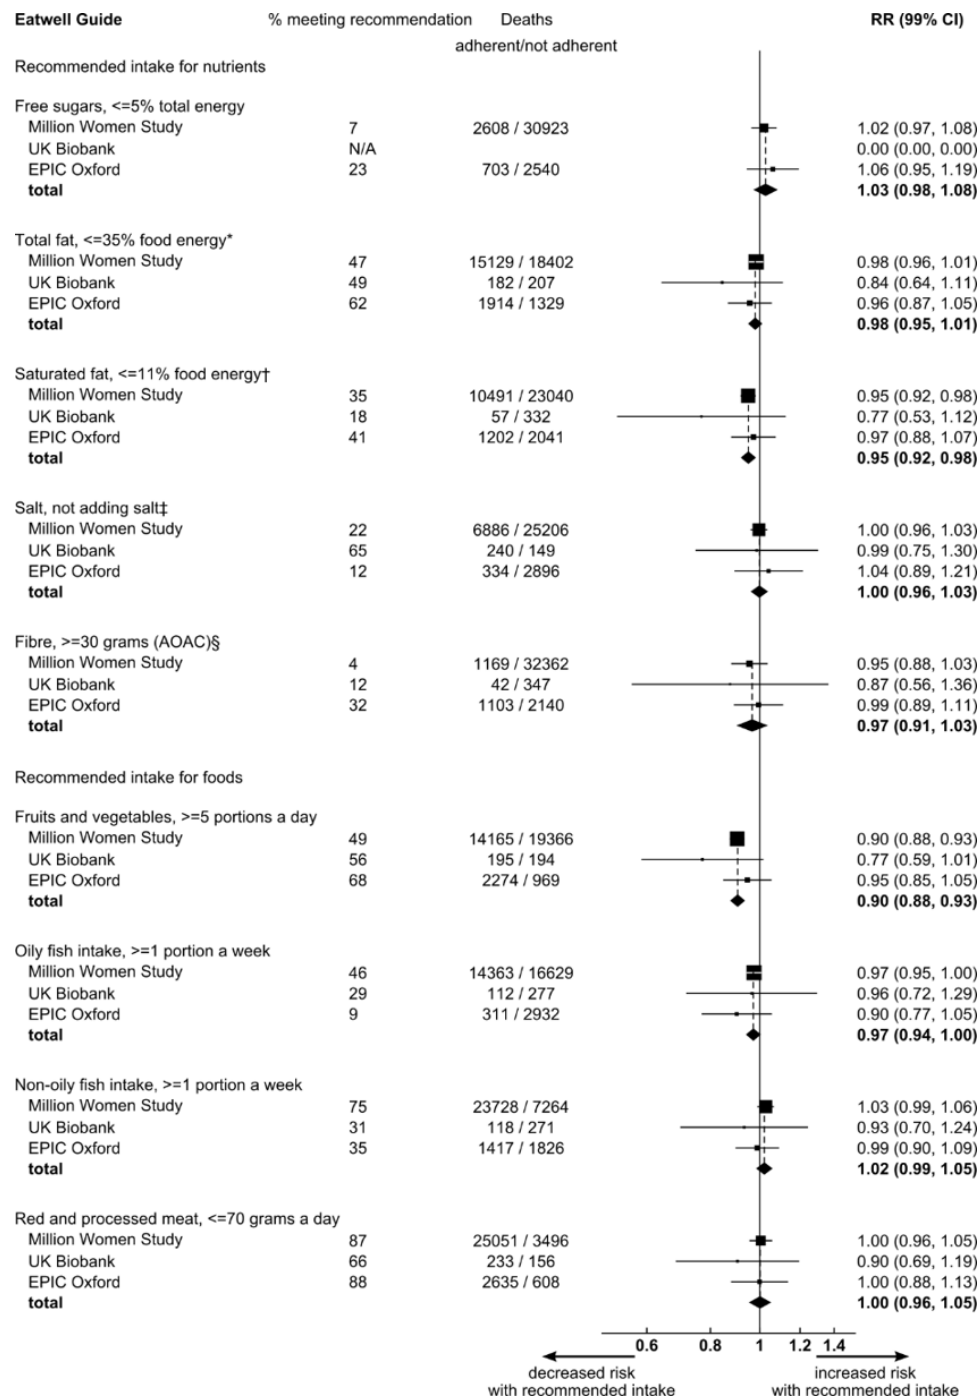 Eatwell Guide % meeting recommendation Deaths RR (99% CI)
adherent/not adherent
Recommended intake for nutrients
Free sugars, <=5% total energy
Million Women Study 7 2608 / 30923 1.02 (0.97, 1.08)
UK Biobank N/A 0.00 (0.00, 0.00)
EPIC Oxford 23 703 / 2540 1.06 (0.95, 1.19)
total 1.03 (0.98, 1.08)
Total fat, <=35% food energy*
Million Women Study 47 15129 / 18402 0.98 (0.96, 1.01)
UK Biobank 49 182 / 207 0.84 (0.64, 1.11)
EPIC Oxford 62 1914 / 1329 0.96 (0.87, 1.05)
total 0.98 (0.95, 1.01)
Saturated fat, <=11% food energy†
Million Women Study 35 10491 / 23040 0.95 (0.92, 0.98)
UK Biobank 18 57 / 332 0.77 (0.53, 1.12)
EPIC Oxford 41 1202 / 2041 0.97 (0.88, 1.07)
total 0.95 (0.92, 0.98)
Salt, not adding salt‡
Million Women Study 22 6886 / 25206 1.00 (0.96, 1.03)
UK Biobank 65 240 / 149 0.99 (0.75, 1.30)
EPIC Oxford 12 334 / 2896 1.04 (0.89, 1.21)
total 1.00 (0.96, 1.03)
Fibre, >=30 grams (AOAC)§
Million Women Study 4 1169 / 32362 0.95 (0.88, 1.03)
UK Biobank 12 42 / 347 0.87 (0.56, 1.36)
EPIC Oxford 32 1103 / 2140 0.99 (0.89, 1.11)
total 0.97 (0.91, 1.03)
Recommended intake for foods
Fruits and vegetables, >=5 portions a day
Million Women Study 49 14165 / 19366 0.90 (0.88, 0.93)
UK Biobank 56 195 / 194 0.77 (0.59, 1.01)
EPIC Oxford 68 2274 / 969 0.95 (0.85, 1.05)
total 0.90 (0.88, 0.93)
Oily fish intake, >=1 portion a week
Million Women Study 46 14363 / 16629 0.97 (0.95, 1.00)
UK Biobank 29 112 / 277 0.96 (0.72, 1.29)
EPIC Oxford 9 311 / 2932 0.90 (0.77, 1.05)
total 0.97 (0.94, 1.00)
Non-oily fish intake, >=1 portion a week
Million Women Study 75 23728 / 7264 1.03 (0.99, 1.06)
UK Biobank 31 118 / 271 0.93 (0.70, 1.24)
EPIC Oxford 35 1417 / 1826 0.99 (0.90, 1.09)
total 1.02 (0.99, 1.05)
Red and processed meat, <=70 grams a day
Million Women Study 87 25051 / 3496 1.00 (0.96, 1.05)
UK Biobank 66 233 / 156 0.90 (0.69, 1.19)
EPIC Oxford 88 2635 / 608 1.00 (0.88, 1.13)
total 1.00 (0.96, 1.05)
0.6 0.8 1 1.2 1.4
decreased risk increased risk
with recommended intake with recommended intake